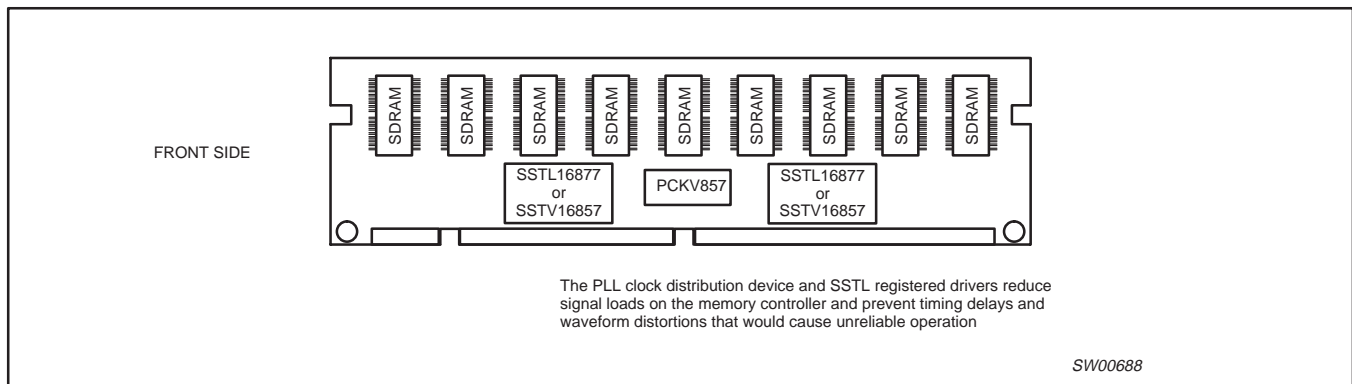 SDRAM
SDRAM
SDRAM
SDRAM
SDRAM
SDRAM
SDRAM
SDRAM
SDRAM
FRONT SIDE
SSTL16877
or
SSTV16857
PCKV857
SSTL16877
or
SSTV16857
The PLL clock distribution device and SSTL registered drivers reduce
signal loads on the memory controller and prevent timing delays and
waveform distortions that would cause unreliable operation
SW00688